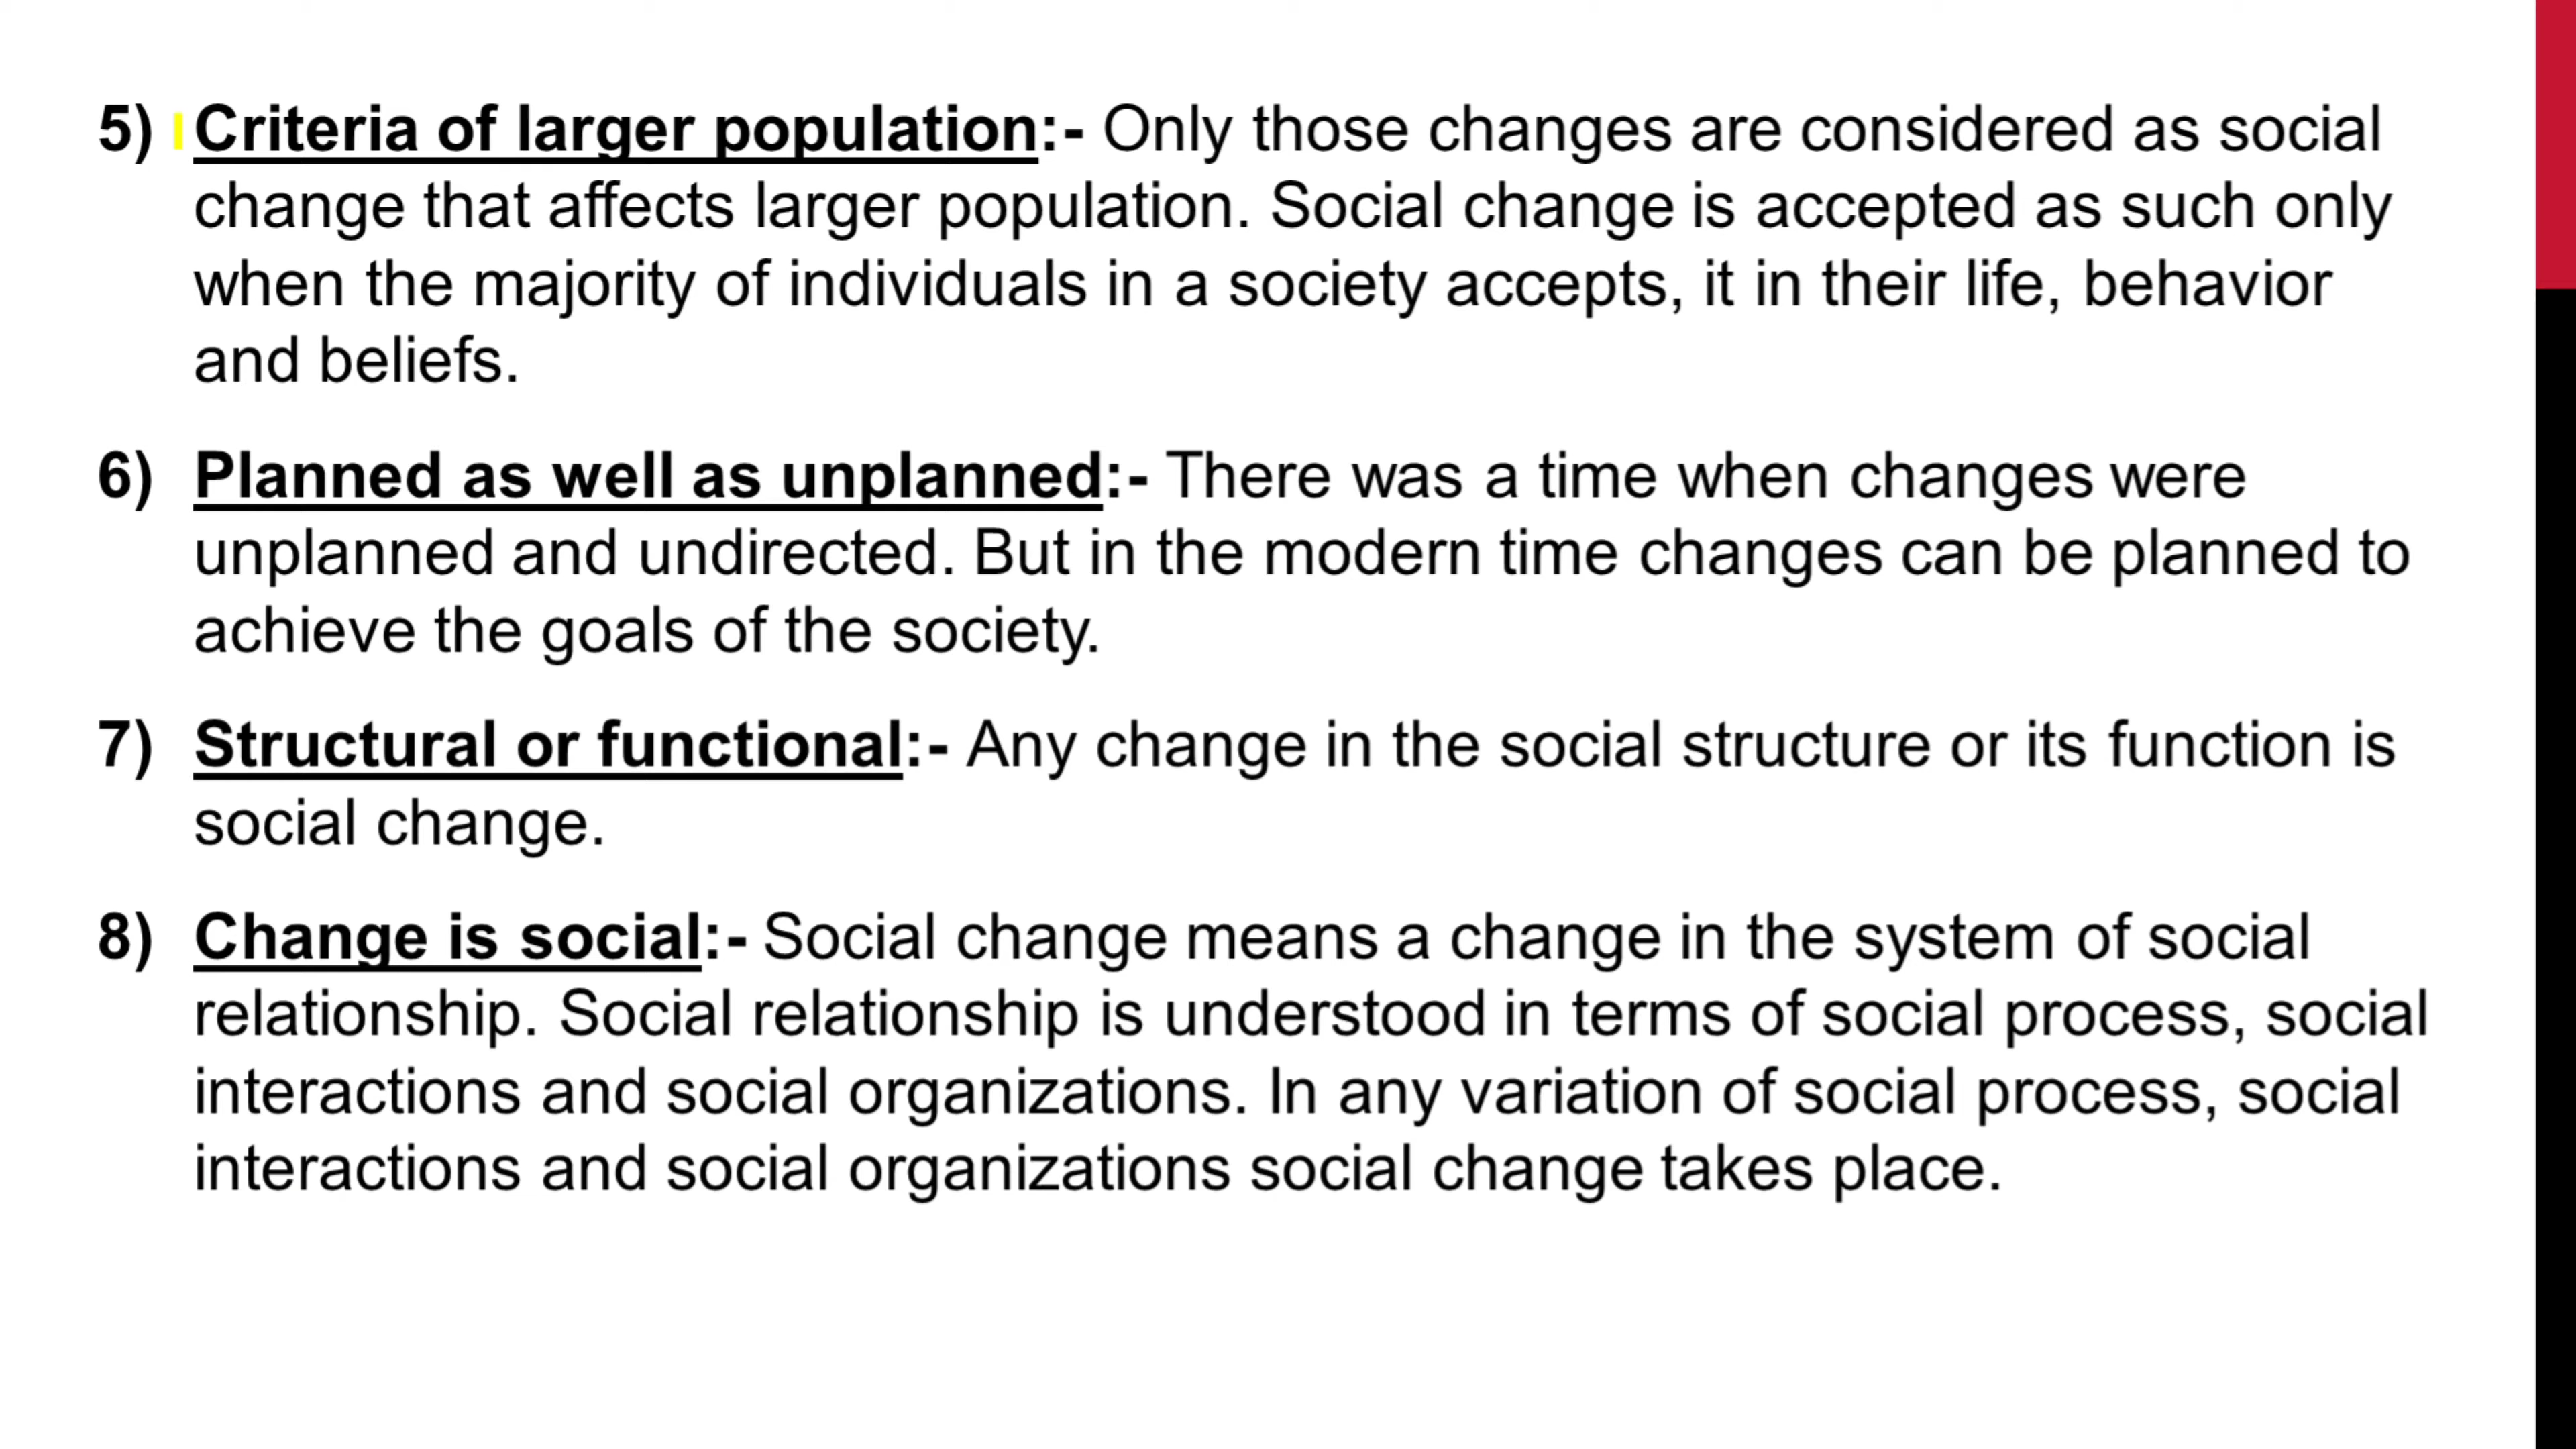 5) Criteria of larger population:- Only those changes are considered as social
change that affects larger population. Social change is accepted as such only
when the majority of individuals in a society accepts, it in their life, behavior
and beliefs.
6) Planned as well as unplanned:- There was a time when changes were
unplanned and undirected. But in the modern time changes can be planned to
achieve the goals of the society.
7) Structural or functional:- Any change in the social structure or its function is
social change.
8) Change is social:- Social change means a change in the system of social
relationship. Social relationship is understood in terms of social process, social
interactions and social organizations. In any variation of social process, social
interactions and social organizations social change takes place.